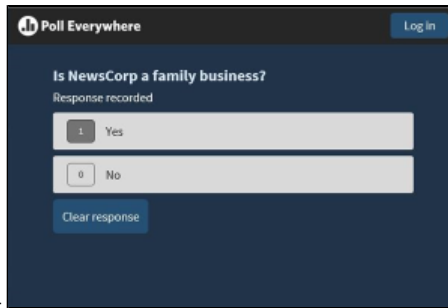 Poll Everywhere
Log in
Is NewsCorp a family business?
Response recorded
1 Yes
0 No
Clear response